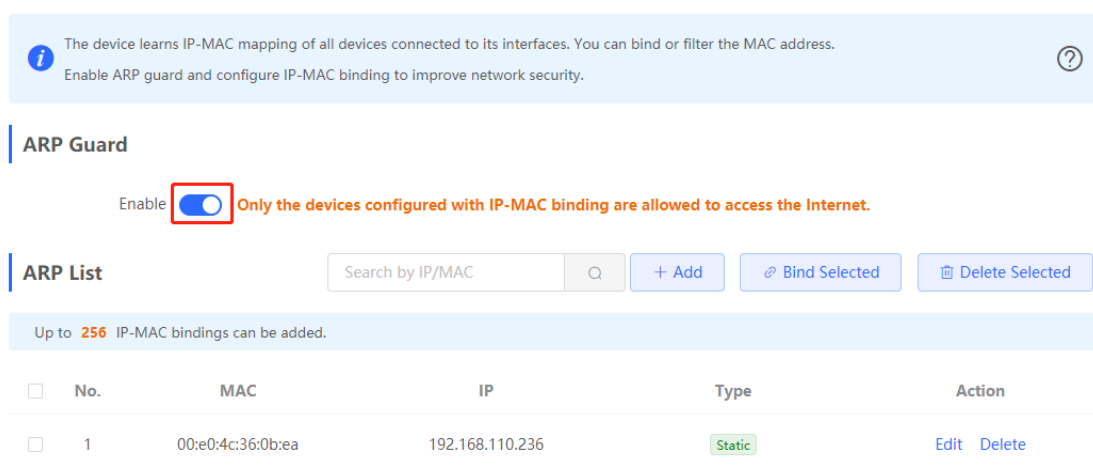 The device learns IP-MAC mapping of all devices connected to its interfaces. You can bind or filter the MAC address.
Enable ARP guard and configure IP-MAC binding to improve network security.
ARP Guard
Enable Only the devices configured with IP-MAC binding are allowed to access the Internet.
ARP List Search by IP/MAC + Add Bind Selected Delete Selected
Up to 256 IP-MAC bindings can be added.
No. MAC IP Type Action
1 00:e0:4c:36:0b:ea 192.168.110.236 Static Edit Delete